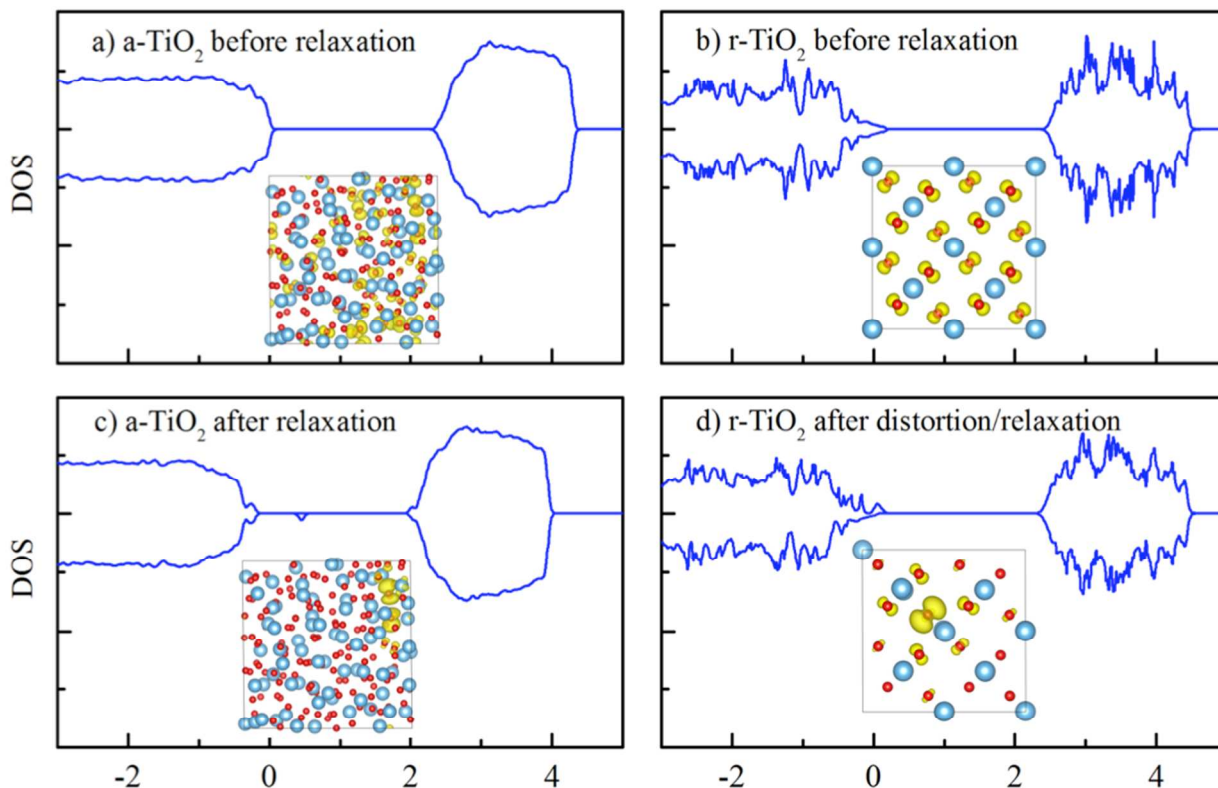 a) a-TiO₂ before relaxation
b) r-TiO₂ before relaxation
DOS
c) a-TiO₂ after relaxation
d) r-TiO₂ after distortion/relaxation
DOS
-2 0 2 4
-2 0 2 4